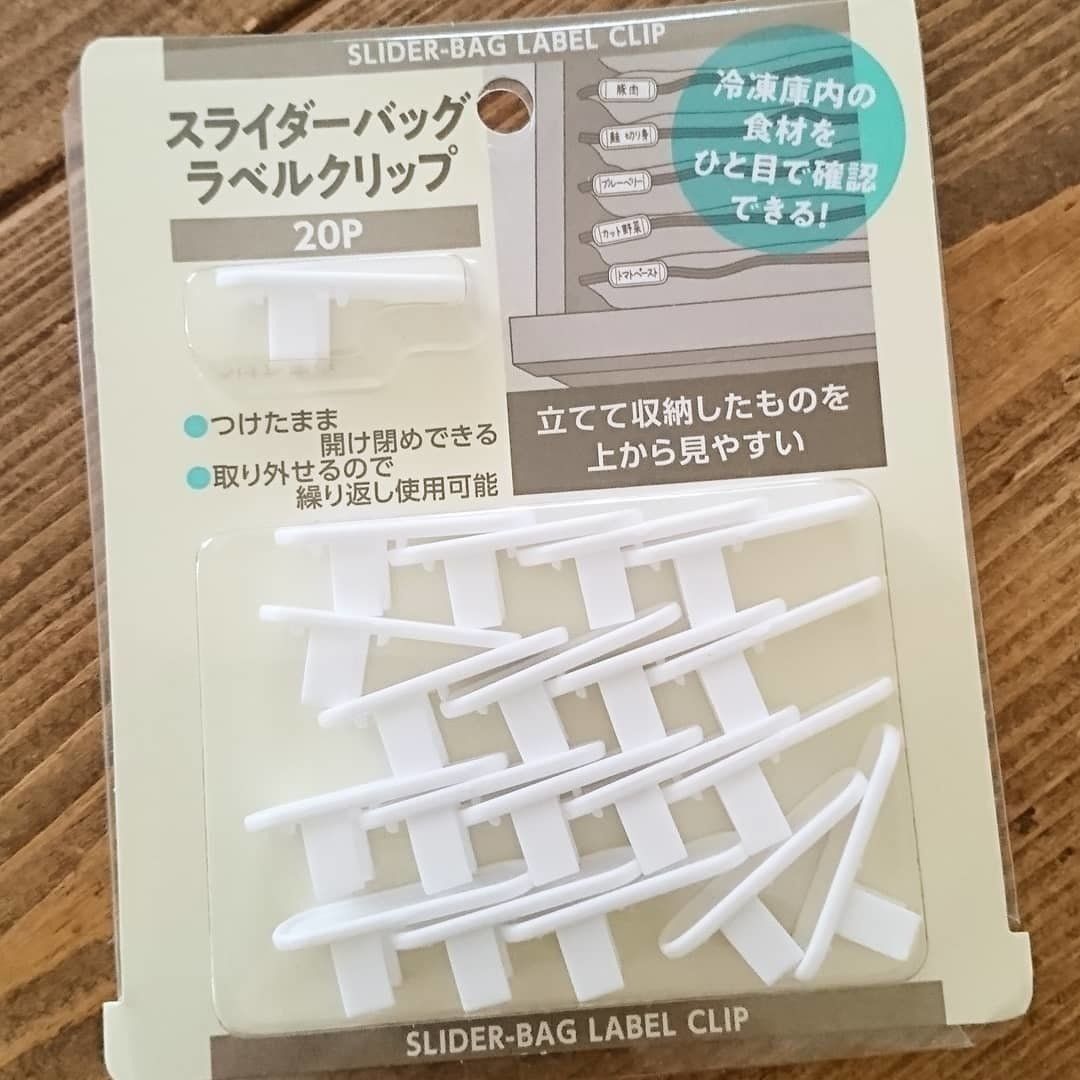 SLIDER-BAG LABEL CLIP
スライダーバッグ
ラベルクリップ
20P
冷凍庫内の
食材を
ひと目で確認
できる!
豚肉
鮭 切り身
ブルーベリー
カット野菜
トマトペースト
●つけたまま
開け閉めできる
●取り外せるので
繰り返し使用可能
立てて収納したものを
上から見やすい
SLIDER-BAG LABEL CLIP